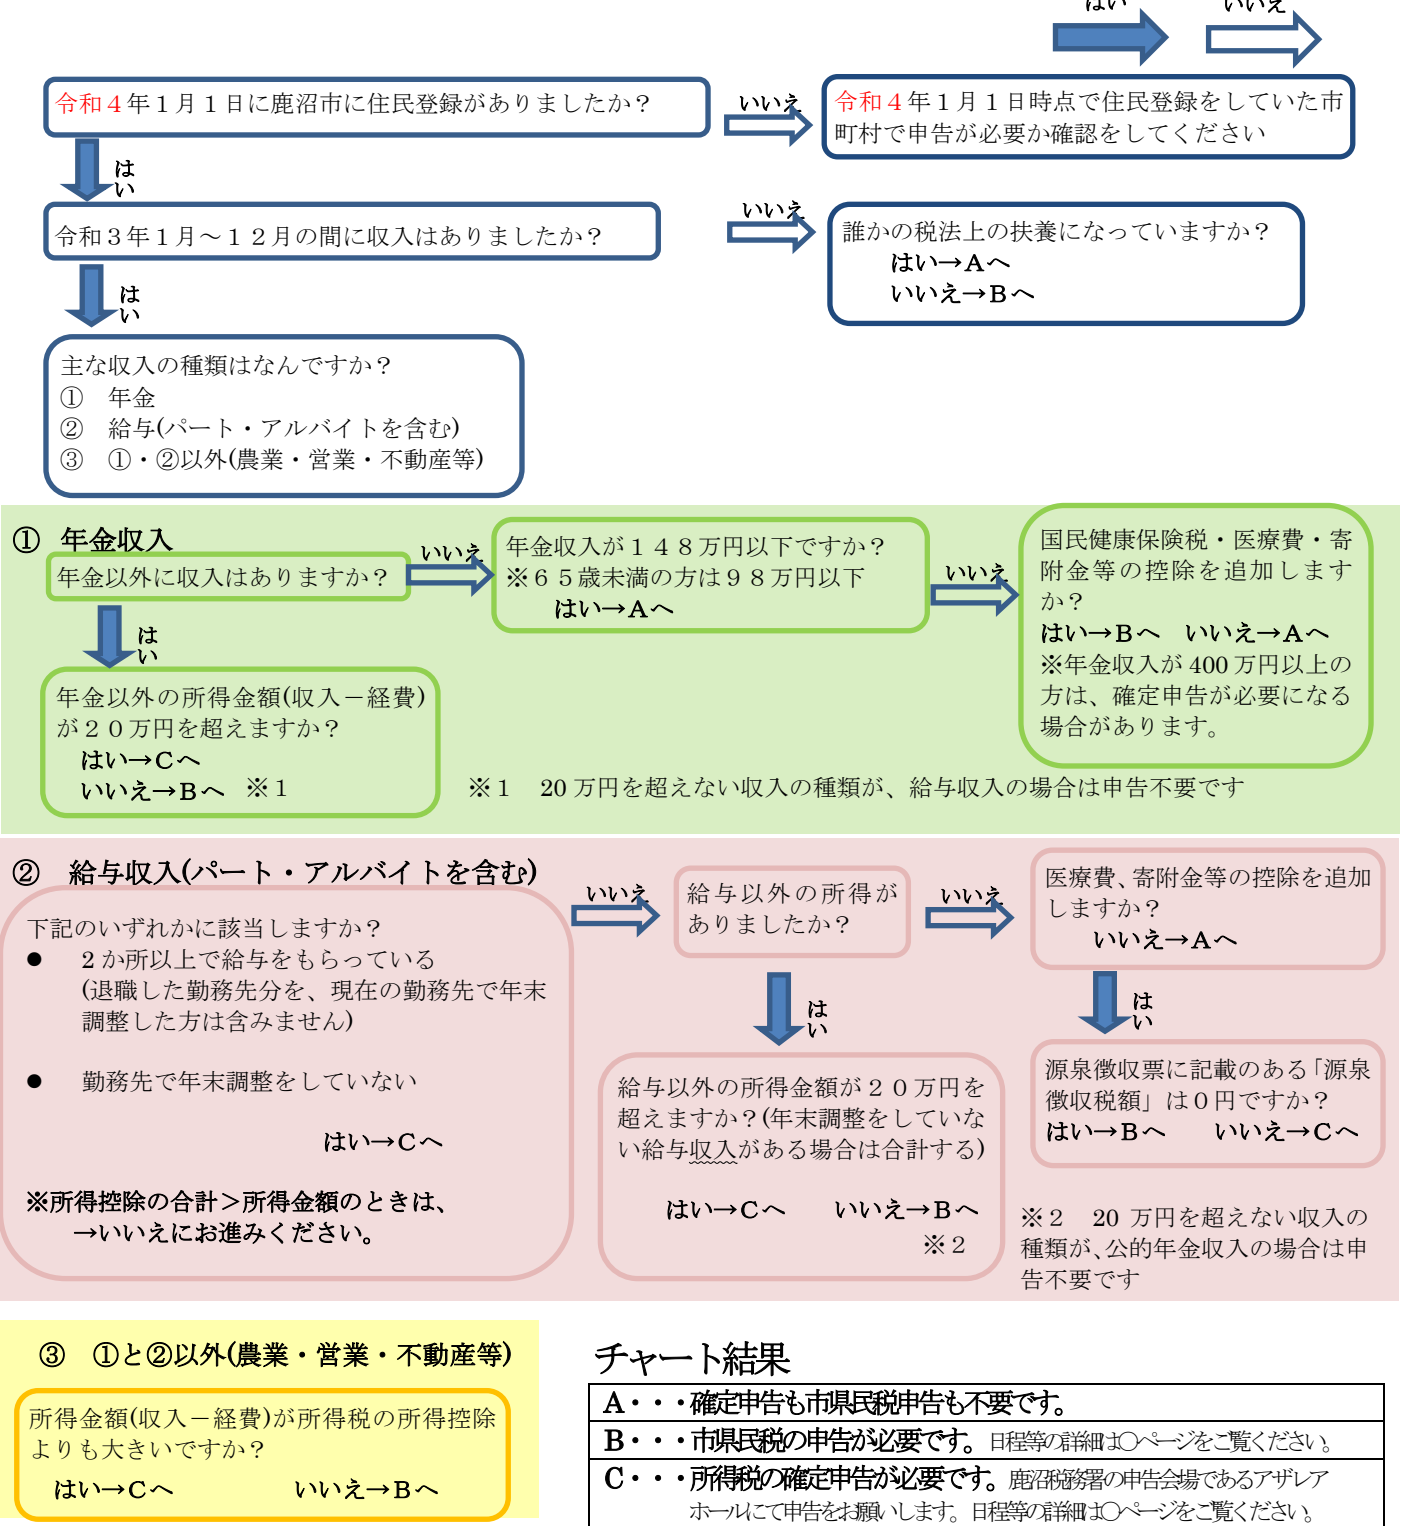 はい　いいえ
令和４年１月１日に鹿沼市に住民登録がありましたか？
いいえ
令和４年１月１日時点で住民登録をしていた市
町村で申告が必要か確認をしてください
はい
令和３年１月～１２月の間に収入はありましたか？
いいえ
誰かの税法上の扶養になっていますか？
はい→Ａへ
いいえ→Ｂへ
はい
主な収入の種類はなんですか？
①　年金
②　給与(パート・アルバイトを含む)
③　①・②以外(農業・営業・不動産等)
①　年金収入
年金以外に収入はありますか？
いいえ
年金収入が１４８万円以下ですか？
※６５歳未満の方は９８万円以下
はい→Ａへ
いいえ
国民健康保険税・医療費・寄
附金等の控除を追加します
か？
はい→Ｂへ　いいえ→Ａへ
※年金収入が 400 万円以上の
方は、確定申告が必要になる
場合があります。
はい
年金以外の所得金額(収入－経費)
が２０万円を超えますか？
はい→Ｃへ
いいえ→Ｂへ　※１
※１　20 万円を超えない収入の種類が、給与収入の場合は申告不要です
②　給与収入(パート・アルバイトを含む)
下記のいずれかに該当しますか？
●　2 か所以上で給与をもらっている
(退職した勤務先分を、現在の勤務先で年末
調整した方は含みません)
●　勤務先で年末調整をしていない
はい→Ｃへ
※所得控除の合計＞所得金額のときは、
→いいえにお進みください。
いいえ
給与以外の所得が
ありましたか？
いいえ
医療費、寄附金等の控除を追加
しますか？
いいえ→Ａへ
はい
給与以外の所得金額が２０万円を
超えますか？(年末調整をしていな
い給与収入がある場合は合計する)
はい→Ｃへ　いいえ→Ｂへ
※２
はい
源泉徴収票に記載のある「源泉
徴収税額」は０円ですか？
はい→Ｂへ　いいえ→Ｃへ
※２　20 万円を超えない収入の
種類が、公的年金収入の場合は申
告不要です
③　①と②以外(農業・営業・不動産等)
所得金額(収入－経費)が所得税の所得控除
よりも大きいですか？
はい→Ｃへ　いいえ→Ｂへ
チャート結果
Ａ・・・確定申告も市県民税申告も不要です。
Ｂ・・・市県民税の申告が必要です。日程等の詳細は○ページをご覧ください。
Ｃ・・・所得税の確定申告が必要です。鹿沼税務署の申告会場であるアザレア
ホールにて申告をお願いします。日程等の詳細は○ページをご覧ください。